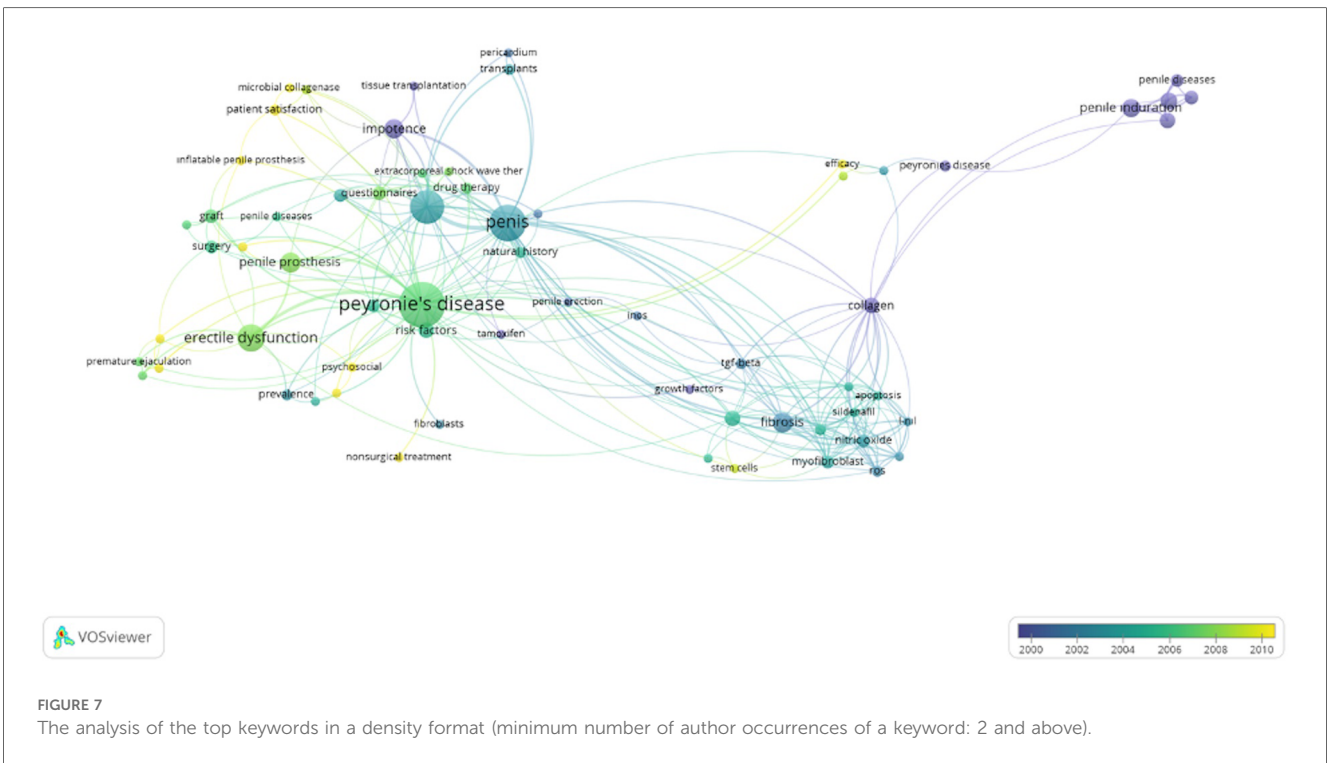 pericardium
transplants
microbial collagenase
tissue transplantation
patient satisfaction
impotence
inflatable penile prosthesis
extracorporeal shock wave ther
drug therapy
questionnaires
graft
penile diseases
penis
surgery
natural history
penile prosthesis
peyronie's disease
penile erection
risk factors
inos
tamoxifen
erectile dysfunction
premature ejaculation
psychosocial
prevalence
fibroblasts
nonsurgical treatment
penile diseases
penile induration
efficacy
peyronies disease
collagen
tgf-beta
growth factors
apoptosis
sildenafil
fibrosis
nitric oxide
myofibroblast
ros
stem cells
VOSviewer
2000 2002 2004 2006 2008 2010
FIGURE 7
The analysis of the top keywords in a density format (minimum number of author occurrences of a keyword: 2 and above).